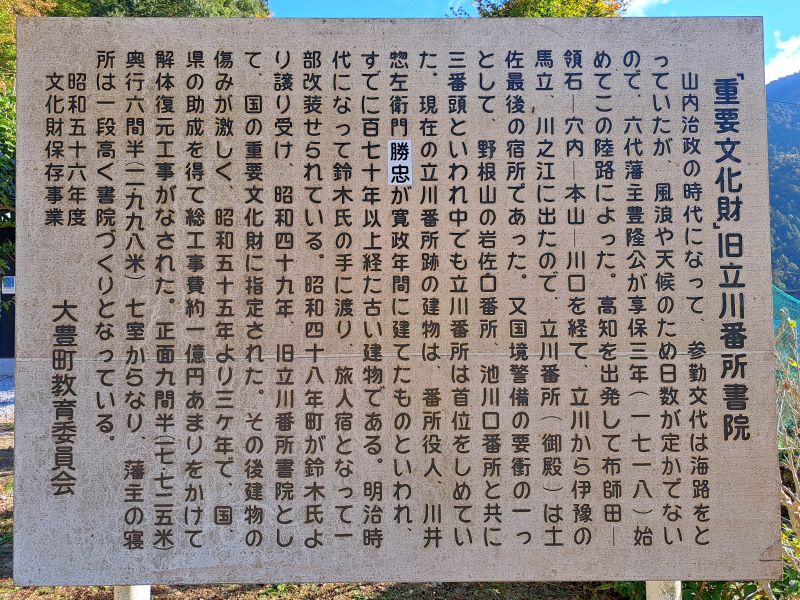 「重要文化財」旧立川番所書院
山内治政の時代になって、参勤交代は海路をと
っていたが、風浪や天候のため日数が定かでない
ので、六代藩主豊隆公が享保三年(一七一八)始
めてこの陸路によった。高知を出発して布師田―
領石―穴内―本山―川口を経て、立川から伊豫の
馬立、川之江に出たので、立川番所(御殿)は土
佐最後の宿所であった。又国境警備の要衝の一つ
として、野根山の岩佐口番所、池川口番所と共に
三番頭といわれ中でも立川番所は首位をしめてい
た。現在の立川番所跡の建物は、番所役人、川井
惣左衛門勝忠が寛政年間に建てたものといわれ、
すでに百七十年以上経た古い建物である。明治時
代になって鈴木氏の手に渡り、旅人宿となって一
部改装せられている。昭和四十八年町が鈴木氏よ
り譲り受け、昭和四十九年、旧立川番所書院とし
て、国の重要文化財に指定された。その後建物の
傷みが激しく、昭和五十五年より三ヶ年で、国、
県の助成を得て総工事費約一億円あまりをかけて
解体復元工事がなされた。正面九間半(一七・七二五米)
奥行六間半(一二、九九八米)七室からなり、藩主の寝
所は一段高く書院づくりとなっている。
昭和五十六年度
文化財保存事業 大豊町教育委員会